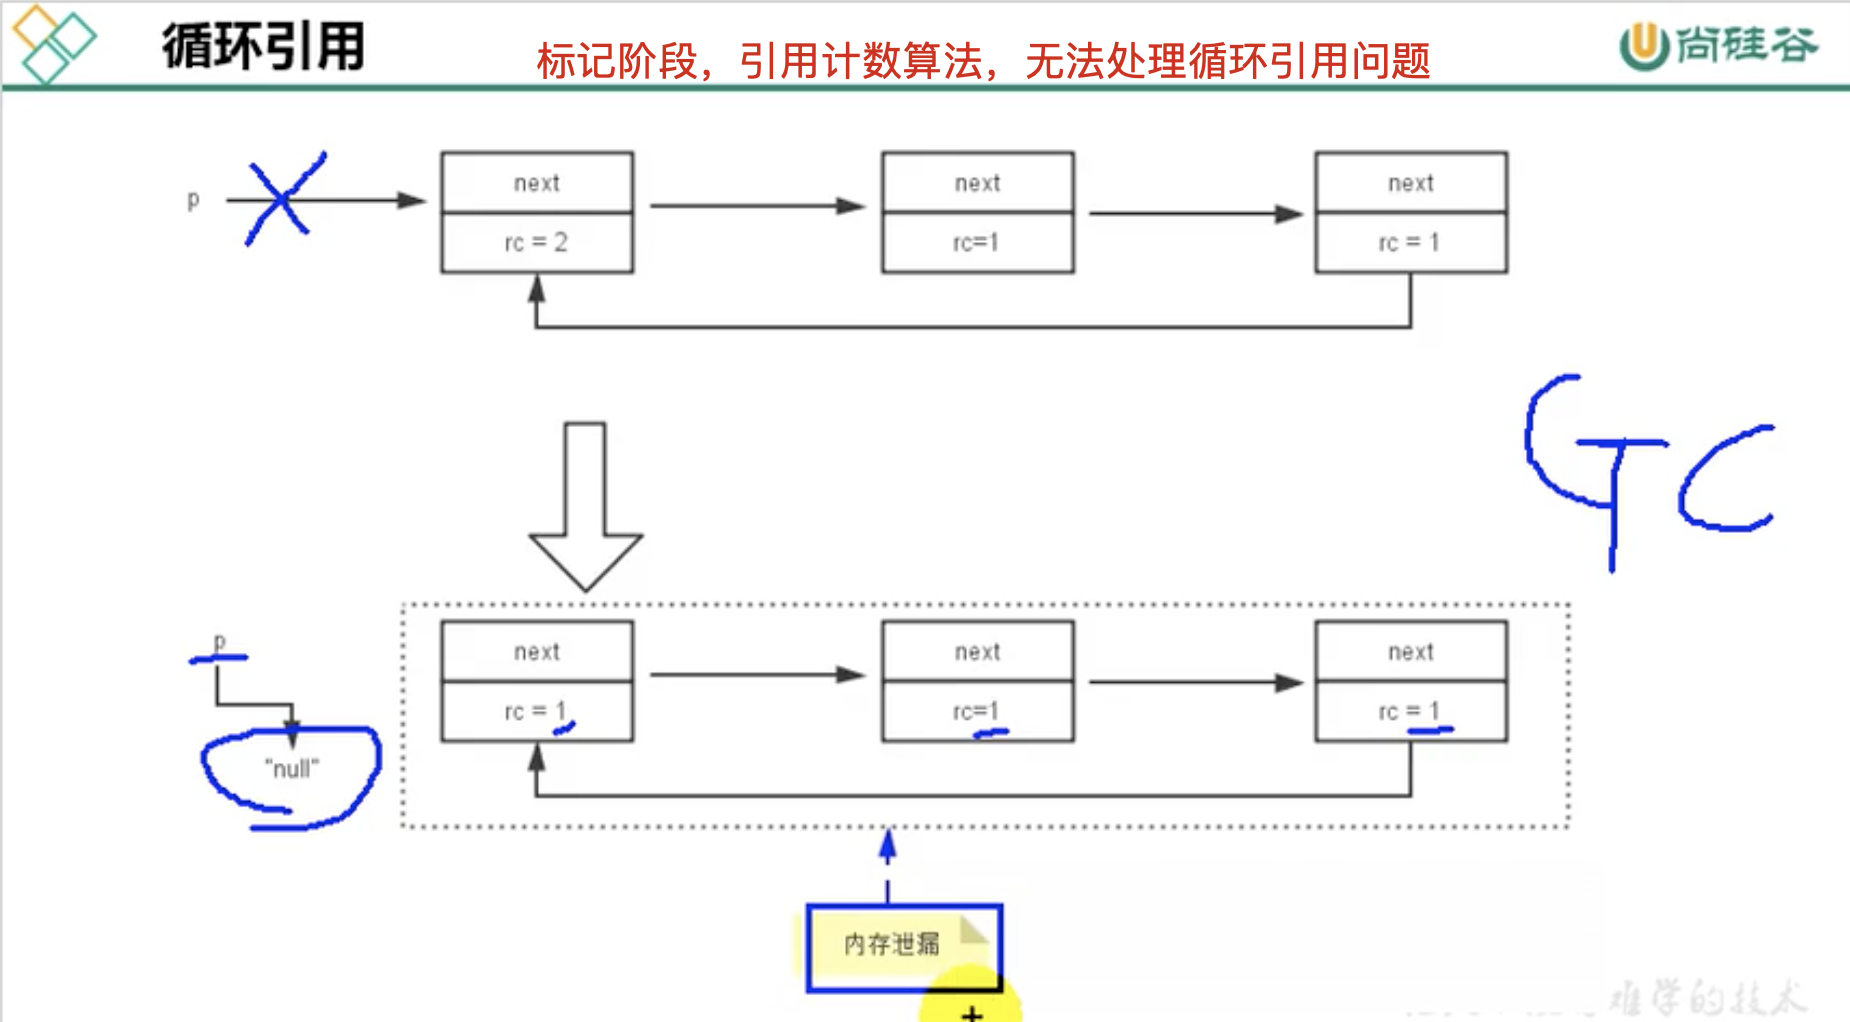 循环引用
标记阶段，引用计数算法，无法处理循环引用问题
尚硅谷
p
next
next
next
rc = 2
rc=1
rc = 1
GC
p
next
next
next
rc = 1
rc=1
rc = 1
"null"
内存泄漏
难学的技术